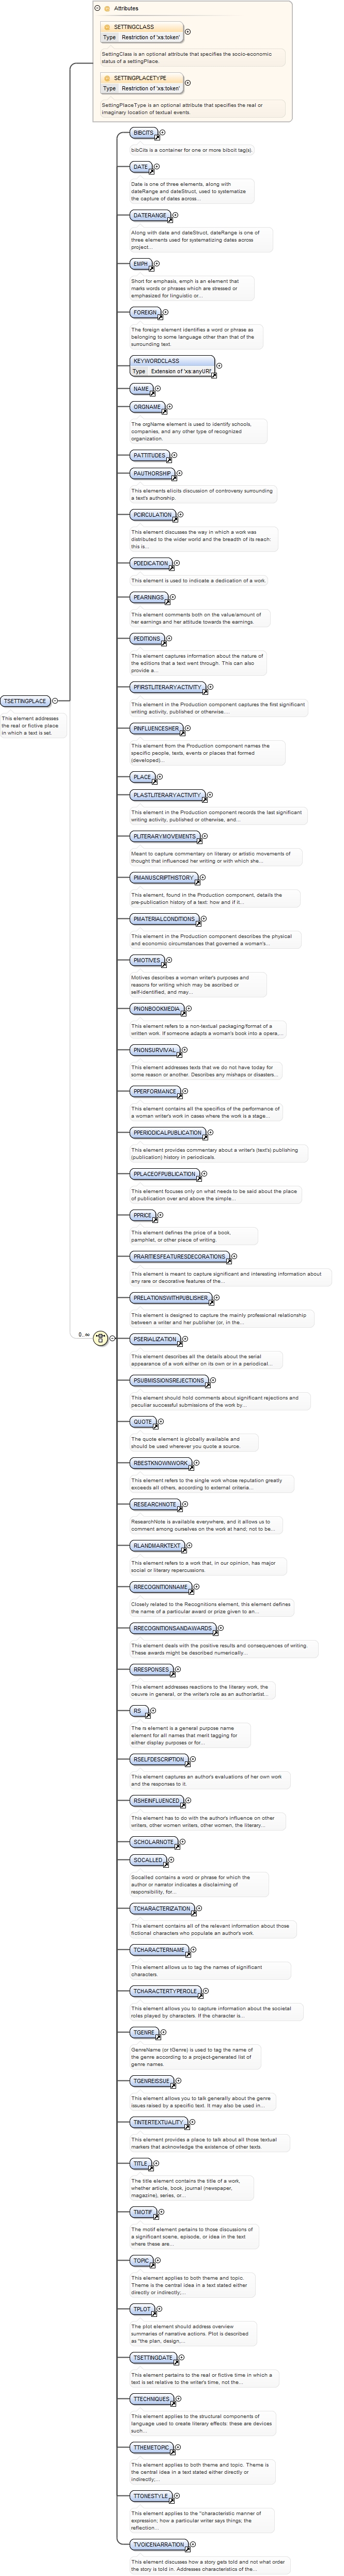 Attributes
SETTINGCLASS
Type Restriction of 'xs:token'
SettingClass is an optional attribute that specifies the socio-economic
status of a settingPlace.
SETTINGPLACETYPE
Type Restriction of 'xs:token'
SettingPlaceType is an optional attribute that specifies the real or
imaginary location of textual events.
BIBCITS
bibCits is a container for one or more bibcit tag(s).
DATE
Date is one of three elements, along with
dateRange and dateStruct, used to systematize
the capture of dates across...
DATERANGE
Along with date and dateStruct, dateRange is one of
three elements used for systematizing dates across
project...
EMPH
Short for emphasis, emph is an element that
marks words or phrases which are stressed or
emphasized for linguistic or...
FOREIGN
The foreign element identifies a word or phrase as
belonging to some language other than that of the
surrounding text.
KEYWORDCLASS
Type Extension of 'xs:anyURI'
NAME
ORGNAME
The orgName element is used to identify schools,
companies, and any other type of recognized
organization.
PATTITUDES
PAUTHORSHIP
This elements elicits discussion of controversy surrounding
a text's authorship.
PCIRCULATION
This element discusses the way in which a work was
distributed to the wider world and the breadth of its reach:
this is...
PDEDICATION
This element is used to indicate a dedication of a work.
PEARNINGS
This element comments both on the value/amount of
her earnings and her attitude towards the earnings.
PEDITIONS
This element captures information about the nature of
the editions that a text went through. This can also
provide a...
PFIRSTLITERARYACTIVITY
This element in the Production component captures the first significant
writing activity, published or otherwise....
PINFLUENCESHER
This element from the Production component names the
specific people, texts, events or places that formed
(developed)...
PLACE
PLASTLITERARYACTIVITY
This element in the Production component records the last significant
writing activity, published or otherwise, and...
PLITERARYMOVEMENTS
Meant to capture commentary on literary or artistic movements of
thought that influenced her writing or with which she...
PMANUSCRIPTHISTORY
This element, found in the Production component, details the
pre-publication history of a text: how and if it...
PMATERIALCONDITIONS
This element in the Production component describes the physical
and economic circumstances that governed a woman's...
PMOTIVES
Motives describes a woman writer's purposes and
reasons for writing which may be ascribed or
self-identified, and may...
PNONBOOKMEDIA
This element refers to a non-textual packaging/format of a
written work. If someone adapts a woman's book into a opera,...
PNONSURVIVAL
This element addresses texts that we do not have today for
some reason or another. Describes any mishaps or disasters...
PPERFORMANCE
This element contains all the specifics of the performance of
a woman writer's work in cases where the work is a stage...
PPERIODICALPUBLICATION
This element provides commentary about a writer's (text's) publishing
(publication) history in periodicals.
PPLACEOFPUBLICATION
This element focuses only on what needs to be said about the place
of publication over and above the simple...
PPRICE
This element defines the price of a book,
pamphlet, or other piece of writing.
PRARITIESFEATURESDECORATIONS
This element is meant to capture significant and interesting information about
any rare or decorative features of the...
PRELATIONSWITHPUBLISHER
This element is designed to capture the mainly professional relationship
between a writer and her publisher (or, in the...
TSETTINGPLACE
This element addresses
the real or fictive place
in which a text is set.
0..∞
PSERIALIZATION
This element describes all the details about the serial
appearance of a work either on its own or in a periodical...
PSUBMISSIONSREJECTIONS
This element should hold comments about significant rejections and
peculiar successful submissions of the work by...
QUOTE
The quote element is globally available and
should be used wherever you quote a source.
RBESTKNOWNWORK
This element refers to the single work whose reputation greatly
exceeds all others, according to external criteria...
RESEARCHNOTE
ResearchNote is available everywhere, and it allows us to
comment among ourselves on the work at hand; not to be...
RLANDMARKTEXT
This element refers to a work that, in our opinion, has major
social or literary repercussions.
RRECOGNITIONNAME
Closely related to the Recognitions element, this element defines
the name of a particular award or prize given to an...
RRECOGNITIONSANDAWARDS
This element deals with the positive results and consequences of writing.
These awards might be described numerically...
RRESPONSES
This element addresses reactions to the literary work, the
oeuvre in general, or the writer's role as an author/artist...
RS
The rs element is a general purpose name
element for all names that merit tagging for
either display purposes or for...
RSELFDESCRIPTION
This element captures an author's evaluations of her own work
and the responses to it.
RSHEINFLUENCED
This element has to do with the author's influence on other
writers, other women writers, other women, the literary...
SCHOLARNOTE
SOCALLED
Socalled contains a word or phrase for which the
author or narrator indicates a disclaiming of
responsibility, for...
TCHARACTERIZATION
This element contains all of the relevant information about those
fictional characters who populate an author's work.
TCHARACTERNAME
This element allows us to tag the names of significant
characters.
TCHARACTERTYPEROLE
This element allows you to capture information about the societal
roles played by characters. If the character is...
TGENRE
GenreName (or tGenre) is used to tag the name of
the genre according to a project-generated list of
genre names.
TGENREISSUE
This element allows you to talk generally about the genre
issues raised by a specific text. It may also be used in...
TINTERTEXTUALITY
This element provides a place to talk about all those textual
markers that acknowledge the existence of other texts.
TITLE
The title element contains the title of a work,
whether article, book, journal (newspaper,
magazine), series, or...
TMOTIF
The motif element pertains to those discussions of
a significant scene, episode, or idea in the text
where these are...
TOPIC
This element applies to both theme and topic.
Theme is the central idea in a text stated either
directly or indirectly;...
TPLOT
The plot element should address overview
summaries of narrative actions. Plot is described
as "the plan, design,...
TSETTINGDATE
This element pertains to the real or fictive time in which a
text is set relative to the writer's time, not the...
TTECHNIQUES
This element applies to the structural components of
language used to create literary effects: these are devices
such...
TTHEMETOPIC
This element applies to both theme and topic. Theme is
the central idea in a text stated either directly or
indirectly;...
TTONESTYLE
This element applies to the "characteristic manner of
expression; how a particular writer says things; the
reflection...
TVOICENARRATION
This element discusses how a story gets told and not what order
the story is told in. Addresses characteristics of the...